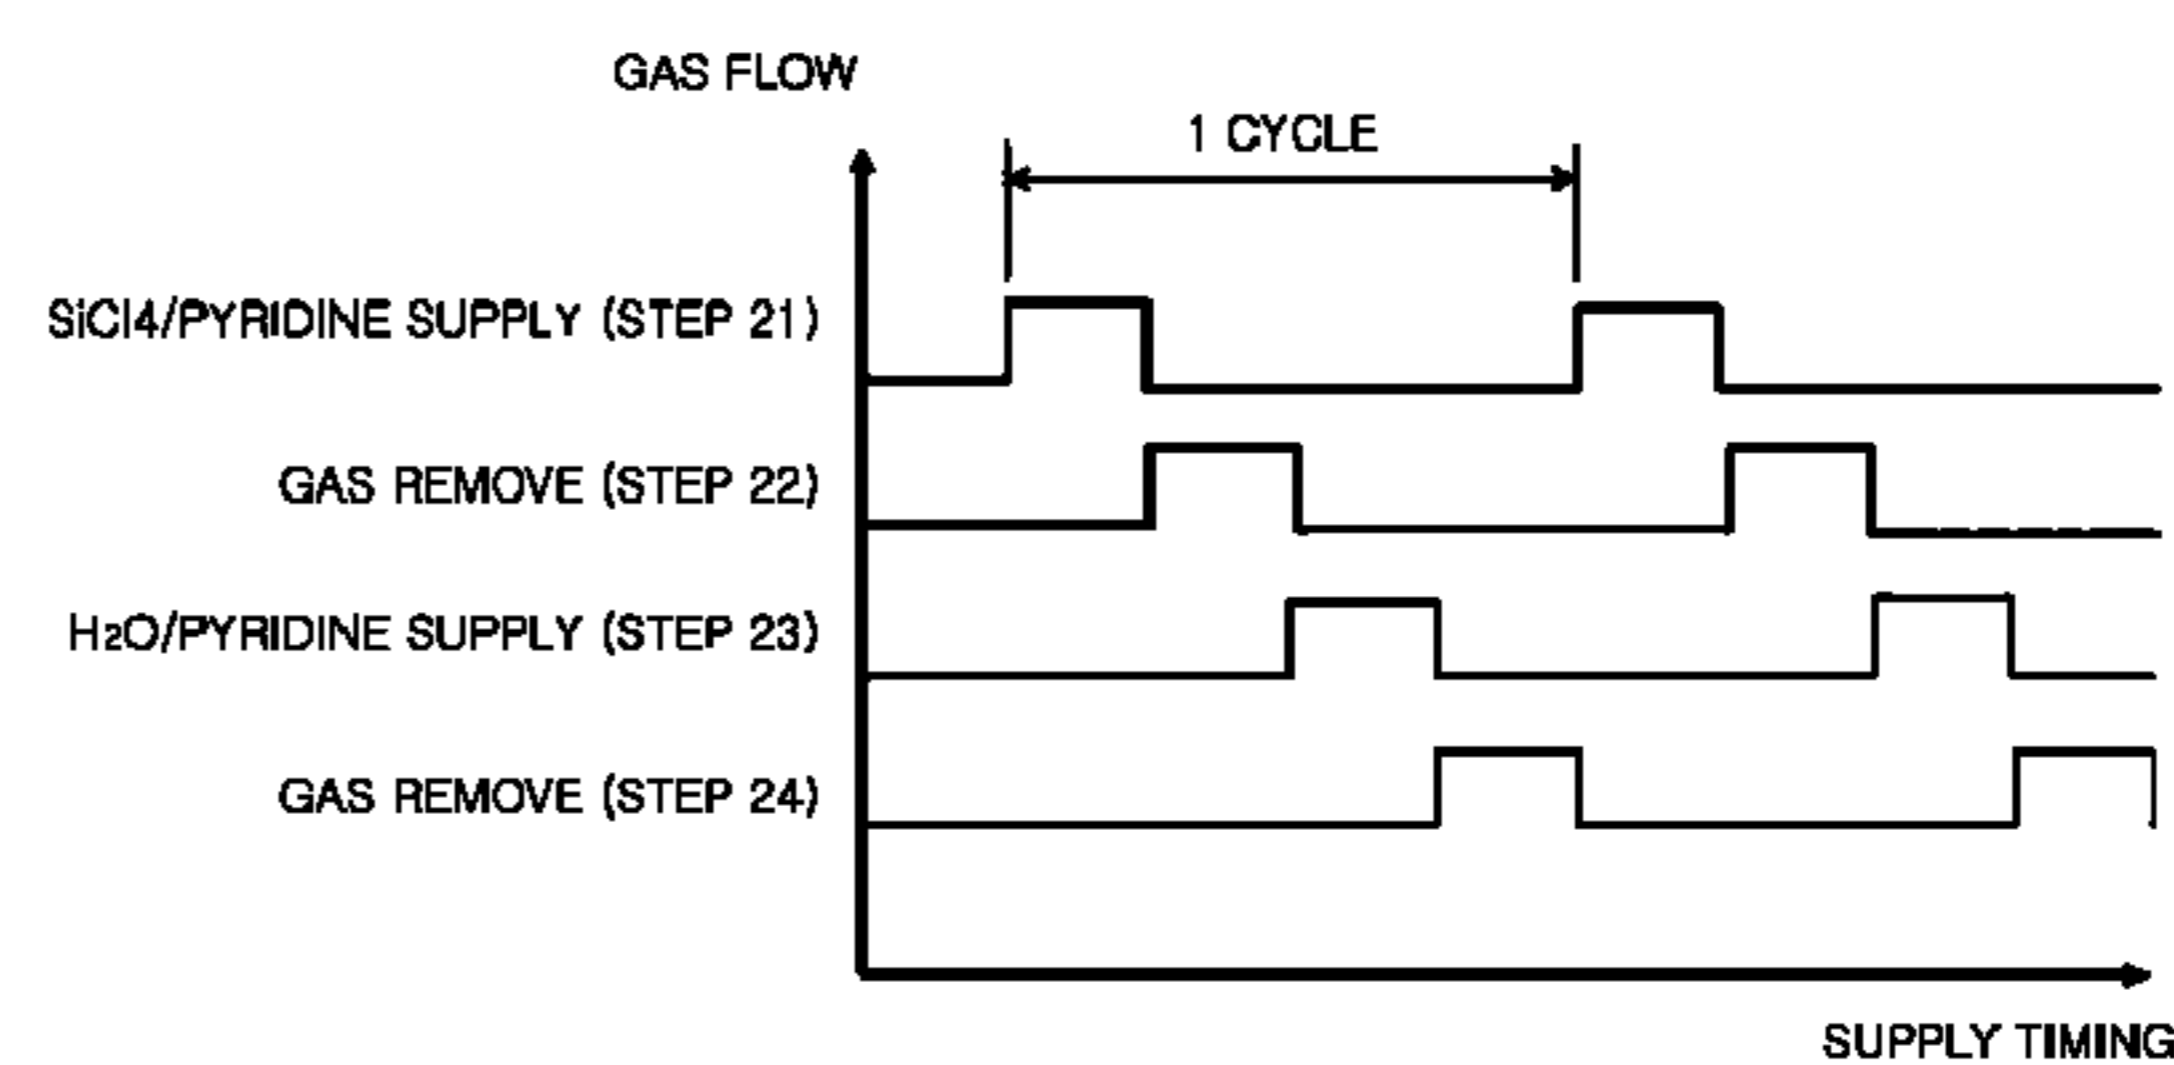 GAS FLOW
1 CYCLE
SiCl4/PYRIDINE SUPPLY (STEP 21)
GAS REMOVE (STEP 22)
H2O/PYRIDINE SUPPLY (STEP 23)
GAS REMOVE (STEP 24)
SUPPLY TIMING